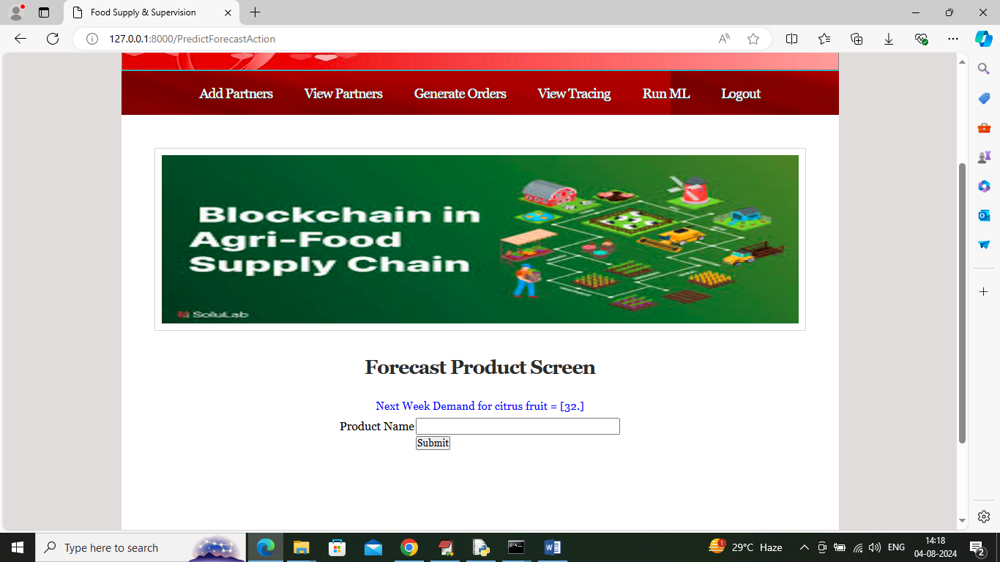 Food Supply & Supervision
127.0.0.1:8000/PredictForecastAction
Add Partners View Partners Generate Orders View Tracing Run ML Logout
Blockchain in
Agri-Food
Supply Chain
SoluLab
Forecast Product Screen
Next Week Demand for citrus fruit = [32.]
Product Name
Submit
Type here to search
1
29°C Haze
ENG
14:18
04-08-2024
2